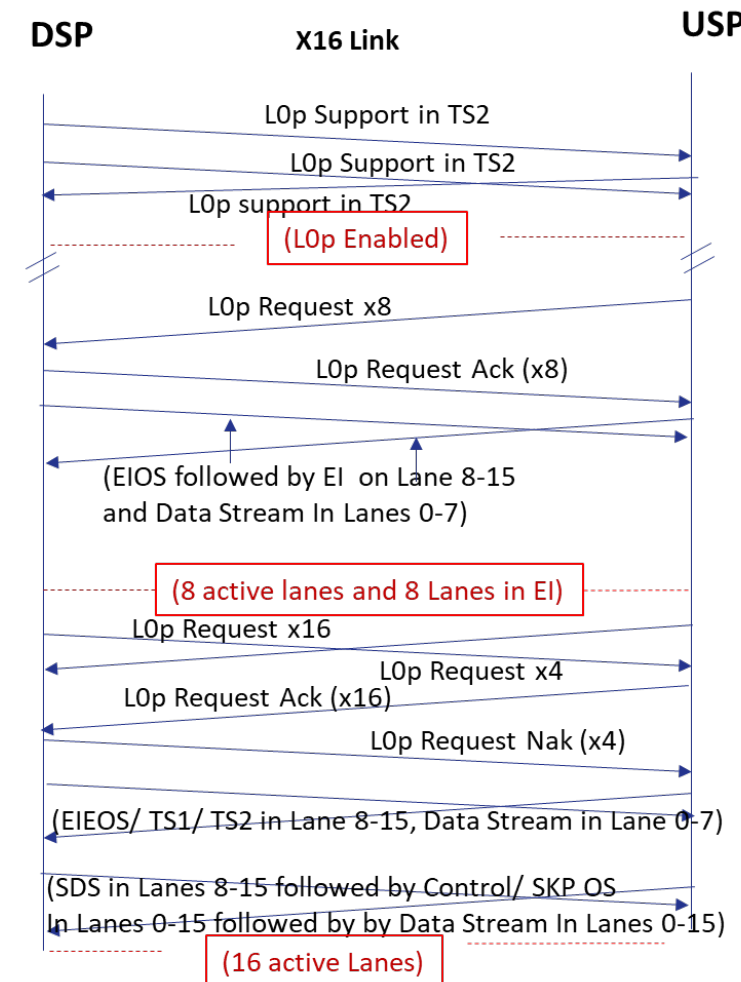 DSP
X16 Link
USP
L0p Support in TS2
L0p Support in TS2
L0p support in TS2
(L0p Enabled)
L0p Request x8
L0p Request Ack (x8)
(EIOS followed by EI on Lane 8-15
and Data Stream In Lanes 0-7)
(8 active lanes and 8 Lanes in EI)
L0p Request x16
L0p Request x4
L0p Request Ack (x16)
L0p Request Nak (x4)
(EIEOS/ TS1/ TS2 in Lane 8-15, Data Stream in Lane 0-7)
(SDS in Lanes 8-15 followed by Control/ SKP OS
In Lanes 0-15 followed by by Data Stream In Lanes 0-15)
(16 active Lanes)